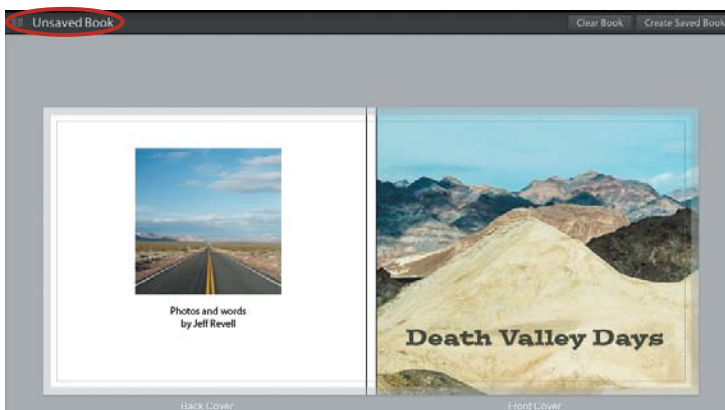 Unsaved Book
Clear Book
Create Saved Book
Photos and words
by Jeff Revell
Death Valley Days
Back Cover
Front Cover